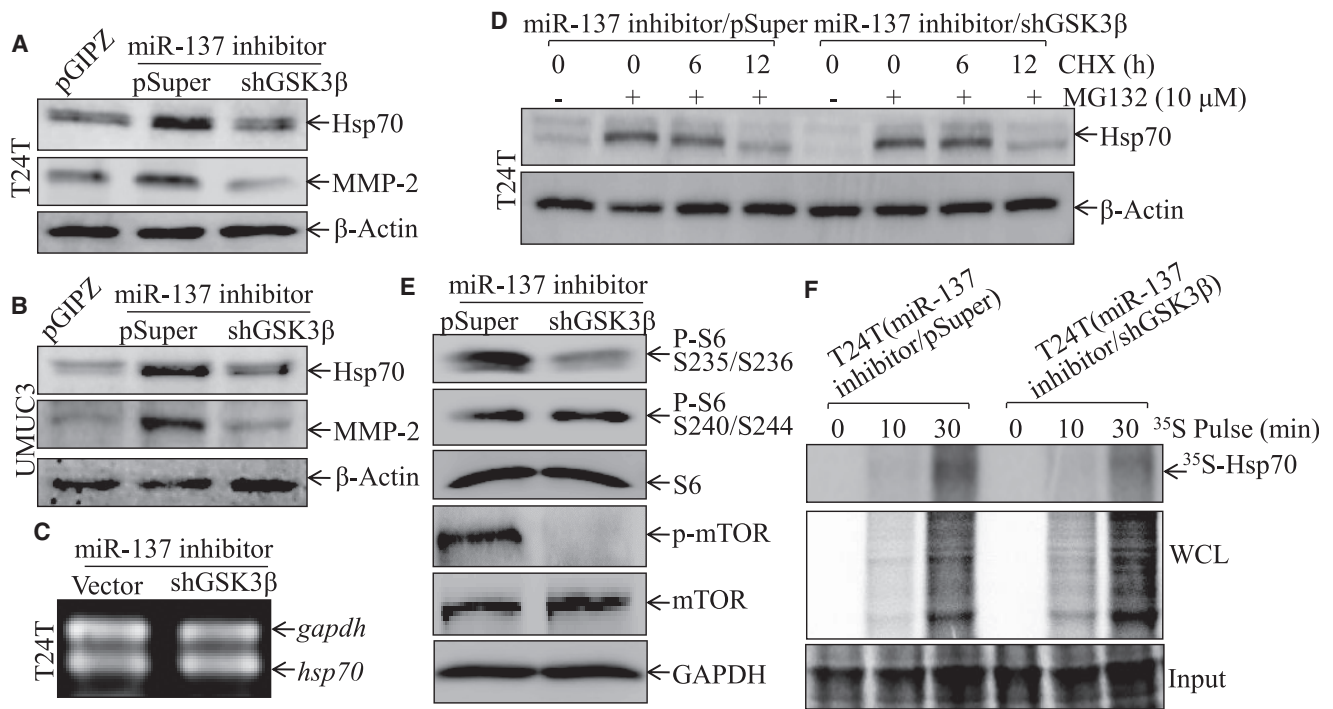 A
pGIPZ
miR-137 inhibitor
pSuper shGSK3β
T24T
←Hsp70
←MMP-2
←β-Actin
B
pGIPZ
miR-137 inhibitor
pSuper shGSK3β
UMUC3
←Hsp70
←MMP-2
←β-Actin
C
miR-137 inhibitor
Vector shGSK3β
T24T
←gapdh
←hsp70
D
miR-137 inhibitor/pSuper miR-137 inhibitor/shGSK3β
0 0 6 12 0 0 6 12 CHX (h)
- + + + - + + + MG132 (10 μM)
T24T
←Hsp70
←β-Actin
E
miR-137 inhibitor
pSuper shGSK3β
P-S6
←S235/S236
P-S6
←S240/S244
←S6
←p-mTOR
←mTOR
←GAPDH
F
T24T(miR-137
inhibitor/pSuper)
T24T(miR-137
inhibitor/shGSK3β)
0 10 30 0 10 30 ³⁵S Pulse (min)
←³⁵S-Hsp70
WCL
Input